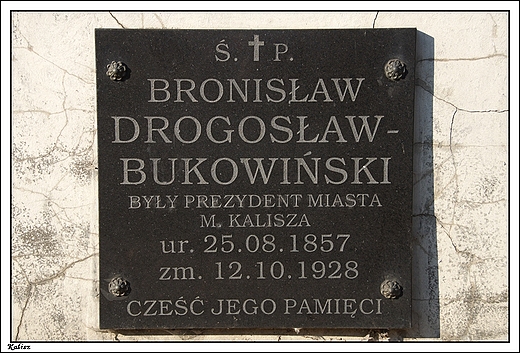 Ś. † P.
BRONISŁAW
DROGOSŁAW-
BUKOWIŃSKI
BYŁY PREZYDENT MIASTA
M. KALISZA
ur. 25.08.1857
zm. 12.10.1928
CZEŚĆ JEGO PAMIĘCI
Kalisz